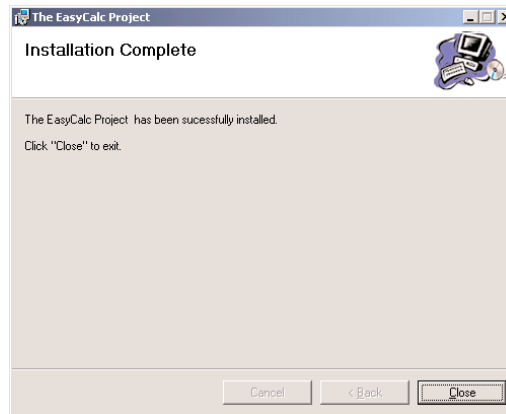 The EasyCalc Project
Installation Complete
The EasyCalc Project has been sucessfully installed.
Click "Close" to exit.
Cancel
< Back
Close